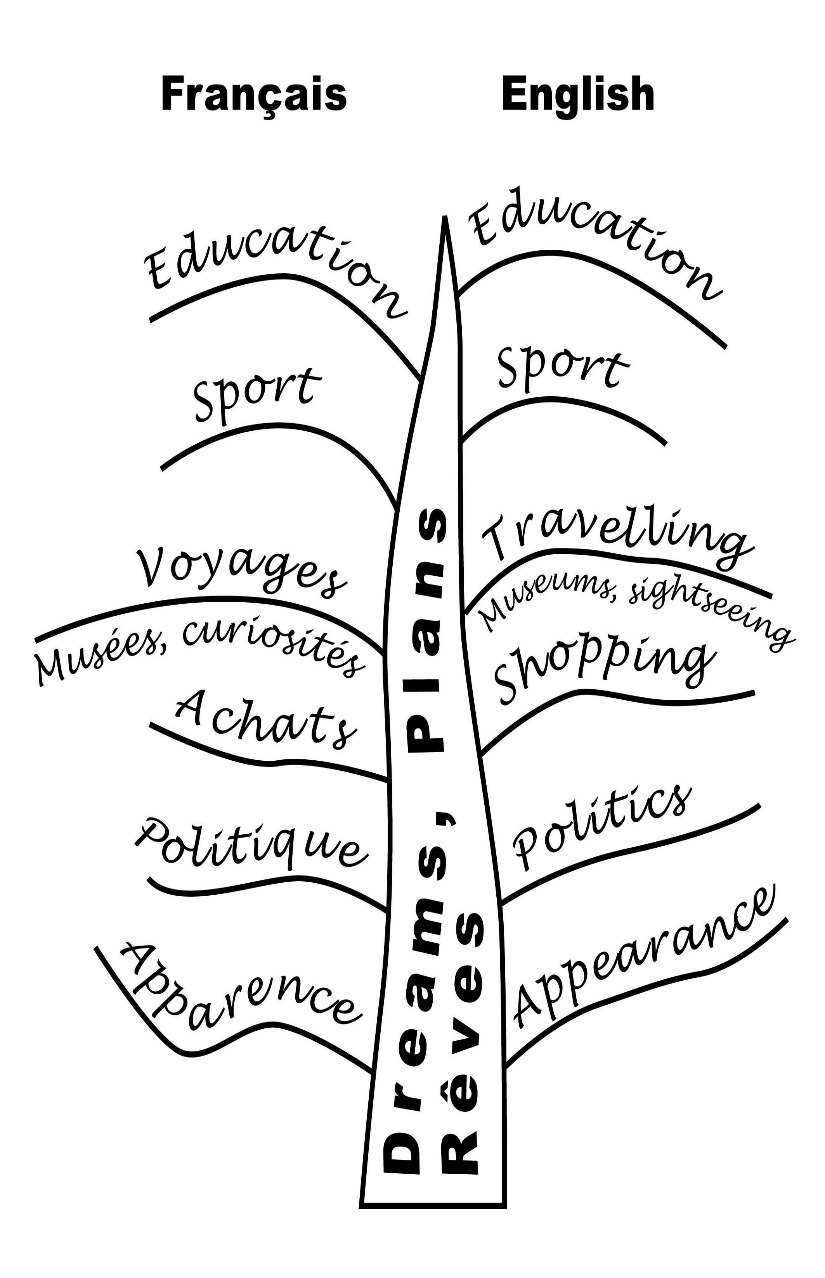 Français
English
Education
Sport
Voyages
Musées, curiosités
Achats
Politique
Apparence
Dreams, Plans
Rêves
Education
Sport
Travelling
Museums, sightseeing
Shopping
Politics
Appearance